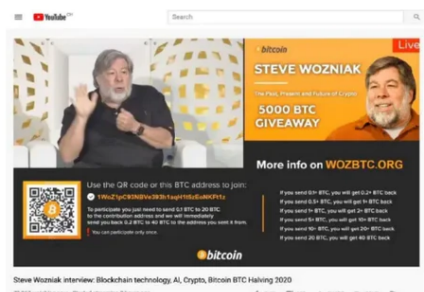 YouTube
Search
bitcoin
Live
STEVE WOZNIAK
The Past, Present and Future of Crypto
5000 BTC
GIVEAWAY
More info on WOZBTC.ORG
Use the QR code or this BTC address to join:
To participate you just need to send 0.1 BTC to 20 BTC
to the contribution address and we will immediately
send you back 0.2 BTC to 40 BTC to the address you sent it from.
You can participate only once.
If you send 0.1+ BTC, you will get 0.2+ BTC back
If you send 0.5+ BTC, you will get 1+ BTC back
If you send 1+ BTC, you will get 2+ BTC back
If you send 5+ BTC, you will get 10+ BTC back
If you send 10+ BTC, you will get 20+ BTC back
If you send 20 BTC, you will get 40 BTC back
bitcoin
Steve Wozniak interview: Blockchain technology, AI, Crypto, Bitcoin BTC Halving 2020